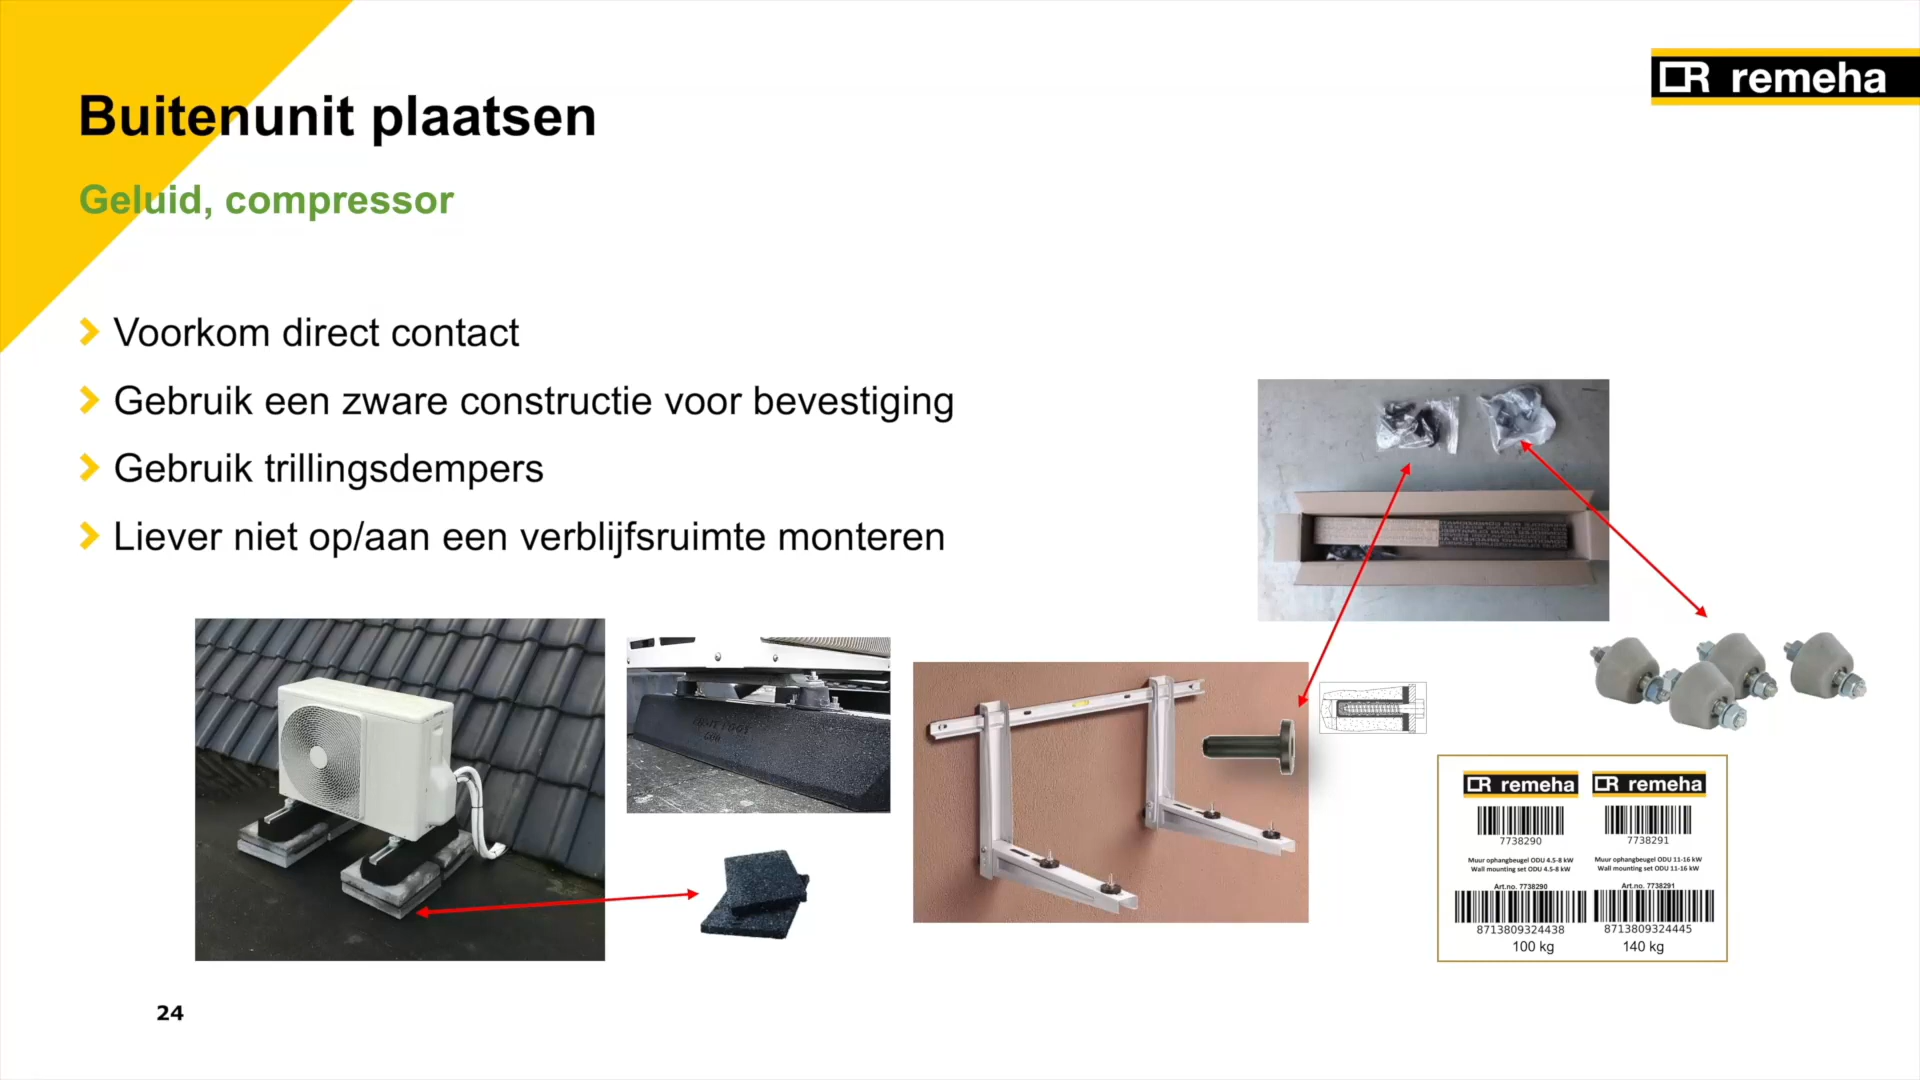 Buitenunit plaatsen
remeha
Geluid, compressor
Voorkom direct contact
Gebruik een zware constructie voor bevestiging
Gebruik trillingsdempers
Liever niet op/aan een verblijfsruimte monteren
remeha
7738290
Muur ophangbeugel ODU 4.5-8 kW
Wall mounting set ODU 4.5-8 kW
Art.no. 7738290
8713809324438
100 kg
remeha
7738291
Muur ophangbeugel ODU 11-16 kW
Wall mounting set ODU 11-16 kW
Art.no. 7738291
8713809324445
140 kg
24